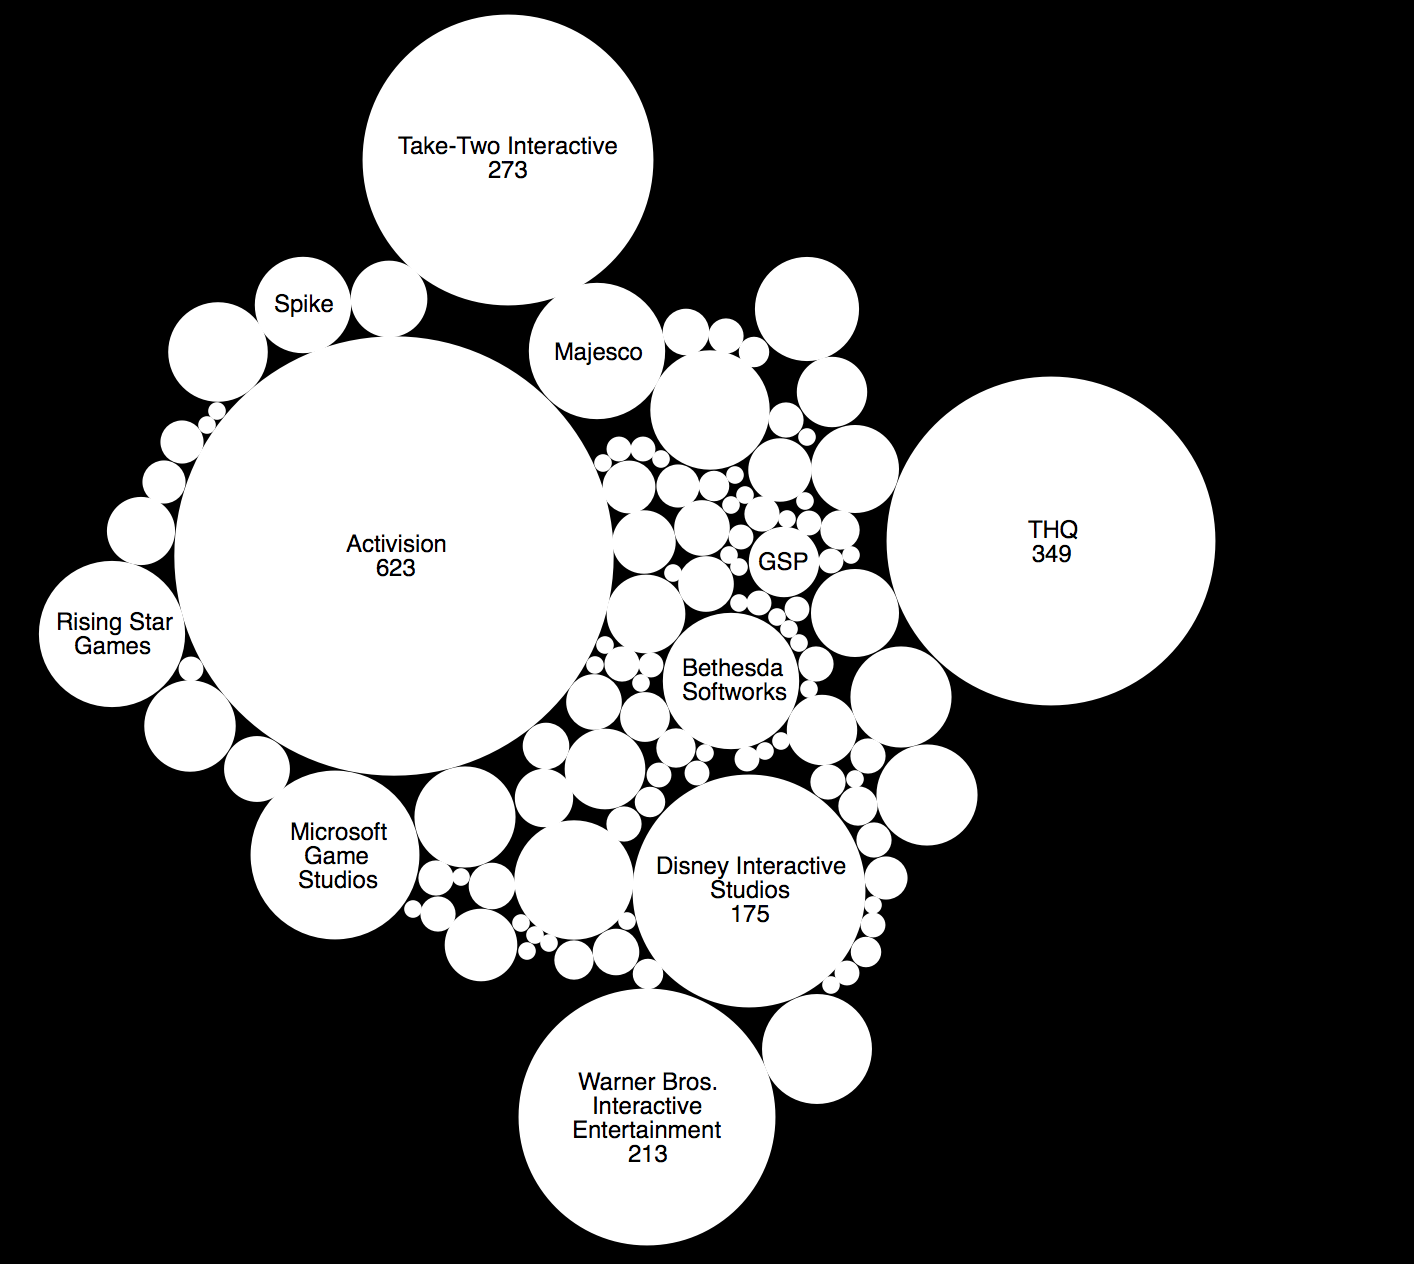 Take-Two Interactive
273
Spike
Majesco
Activision
623
THQ
349
GSP
Rising Star
Games
Bethesda
Softworks
Microsoft
Game
Studios
Disney Interactive
Studios
175
Warner Bros.
Interactive
Entertainment
213